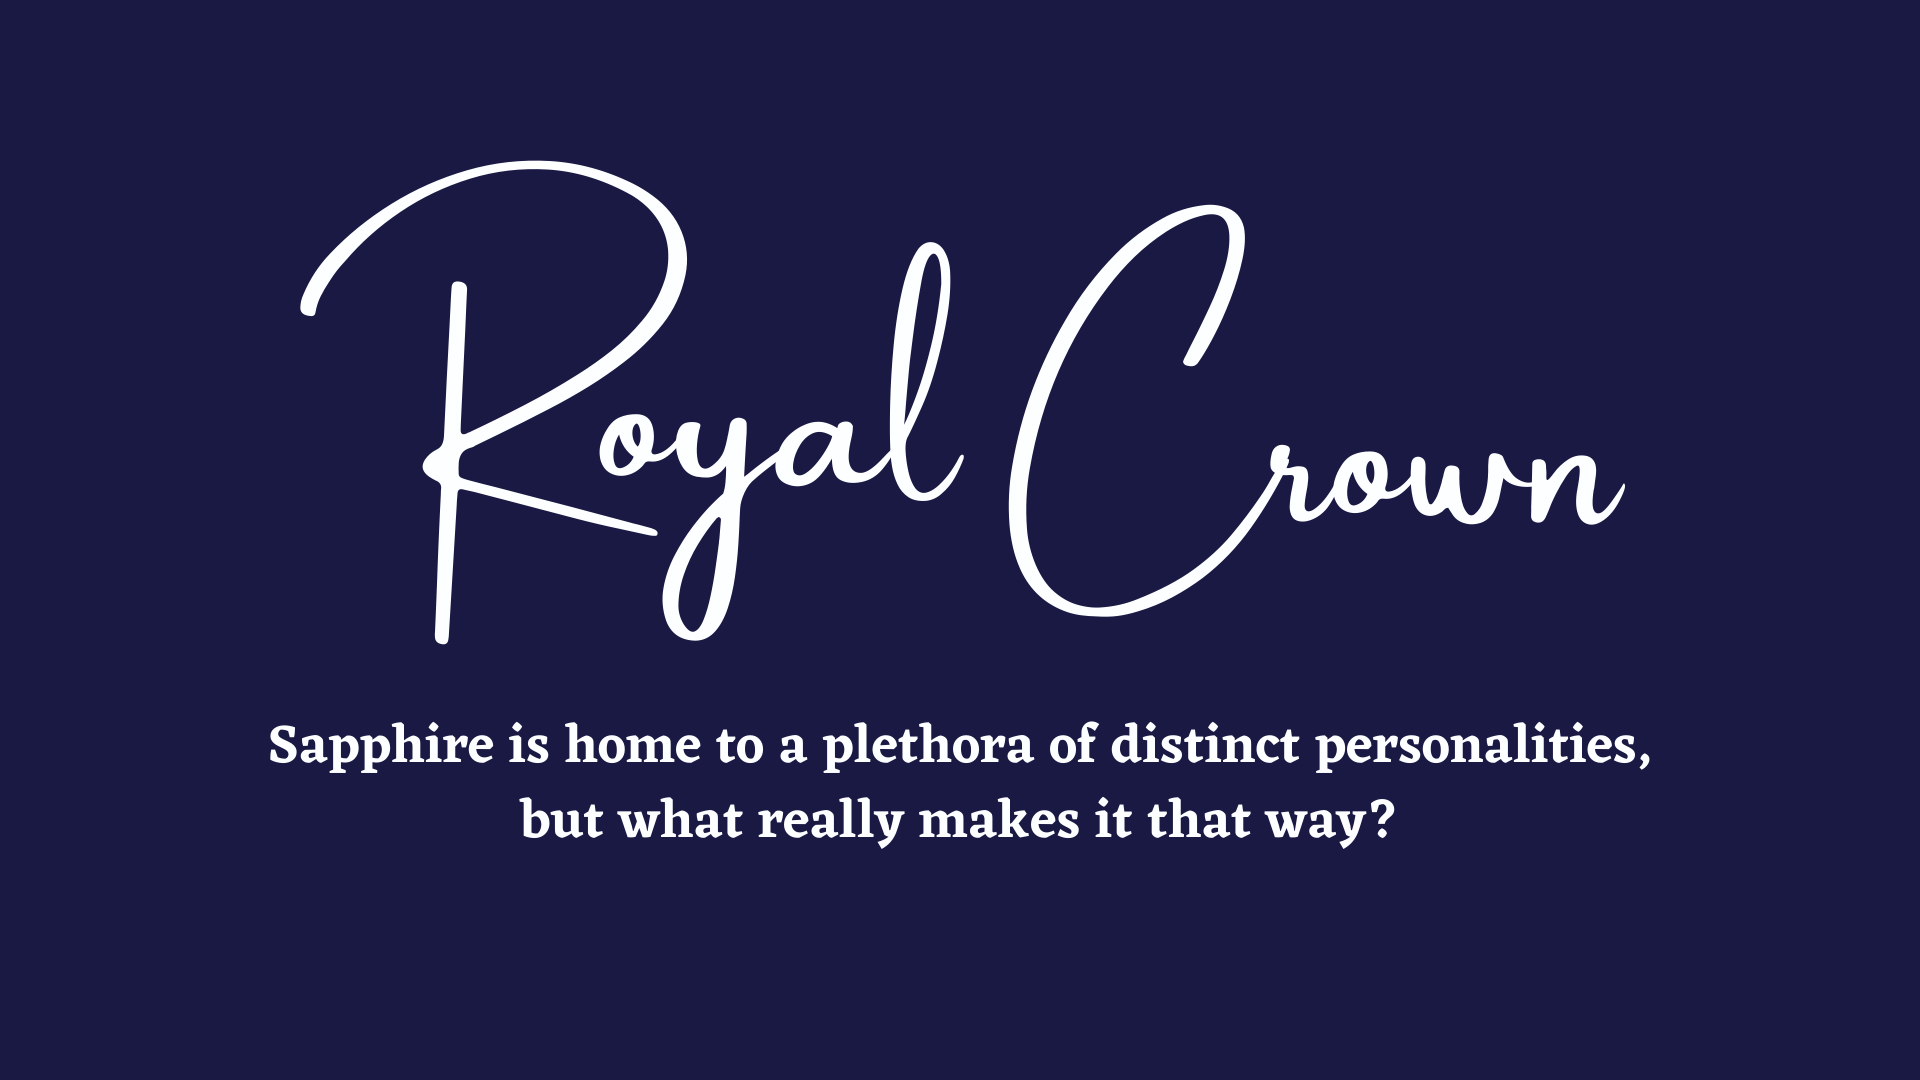 Royal Crown
Sapphire is home to a plethora of distinct personalities,
but what really makes it that way?